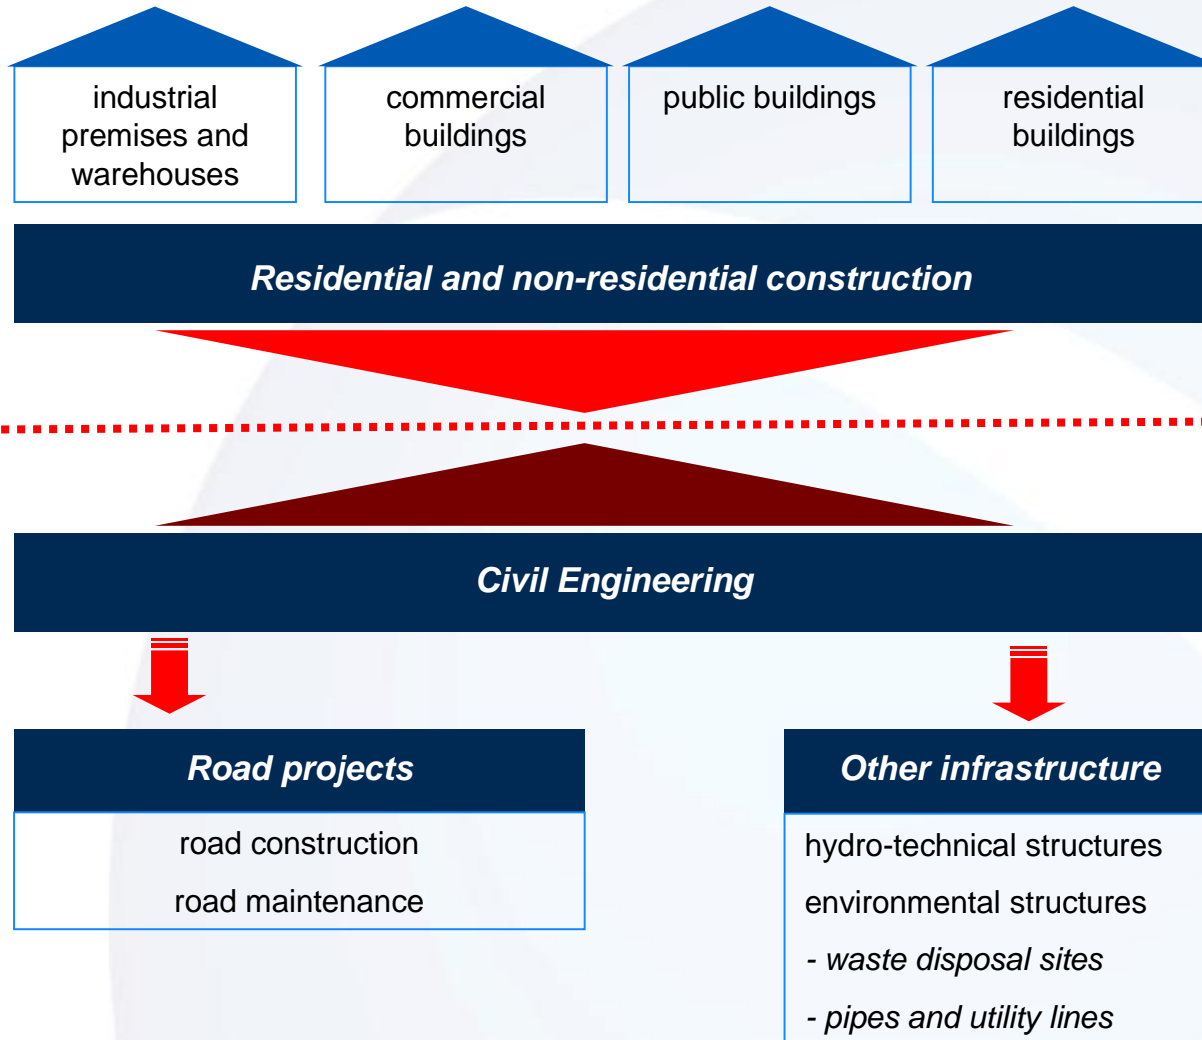 industrial
premises and
warehouses
commercial
buildings
public buildings
residential
buildings
Residential and non-residential construction
Civil Engineering
Road projects
road construction
road maintenance
Other infrastructure
hydro-technical structures
environmental structures
- waste disposal sites
- pipes and utility lines